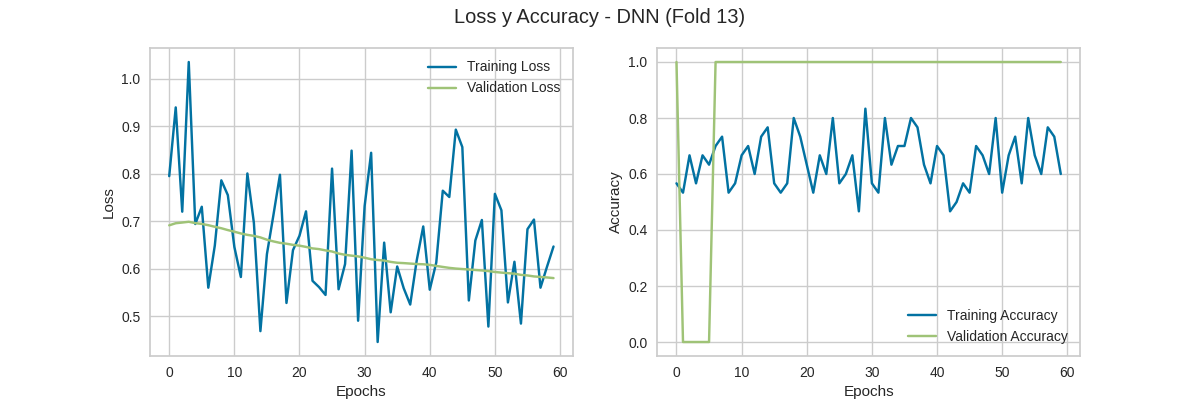 Loss y Accuracy - DNN (Fold 13)
1.0
0.9
0.8
0.7
0.6
0.5
Loss
0 10 20 30 40 50 60
Epochs
Training Loss
Validation Loss
1.0
0.8
0.6
0.4
0.2
0.0
Accuracy
0 10 20 30 40 50 60
Epochs
Training Accuracy
Validation Accuracy